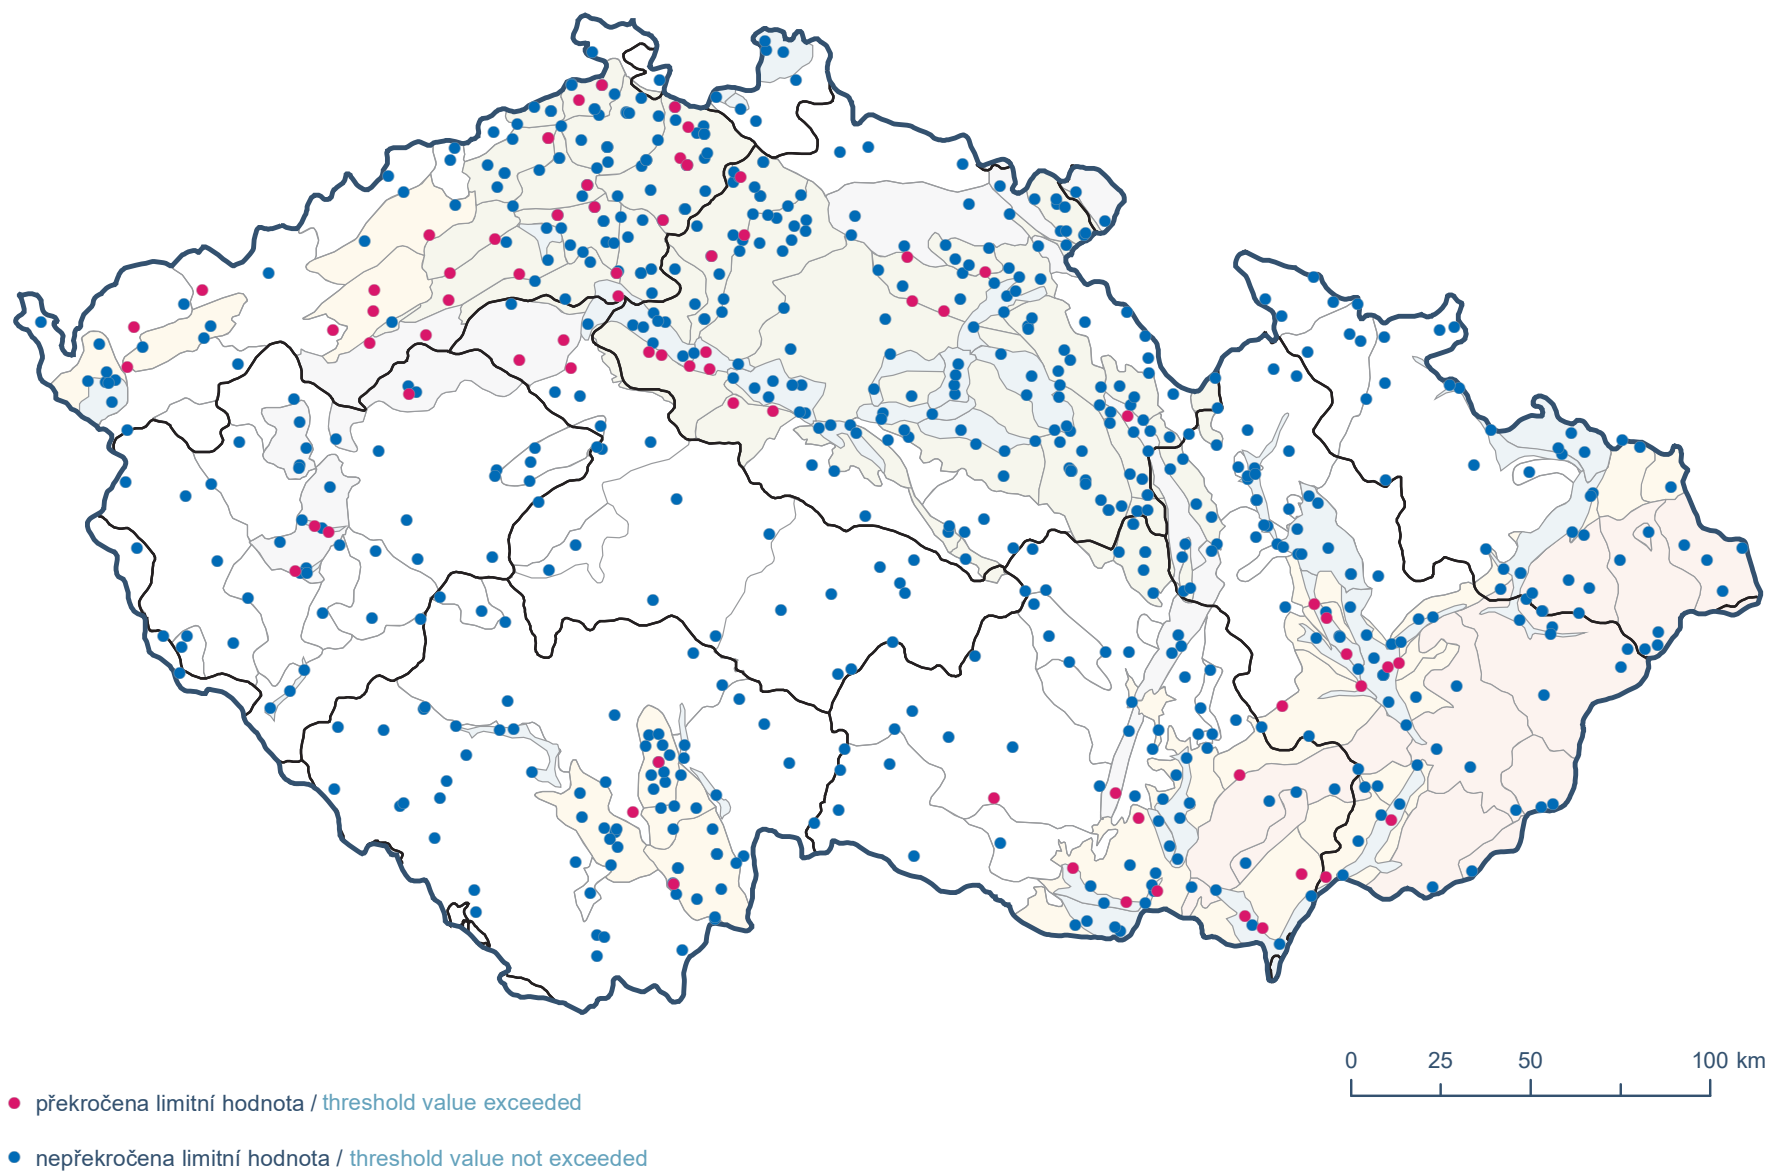 0 25 50 100 km
překročena limitní hodnota / threshold value exceeded
nepřekročena limitní hodnota / threshold value not exceeded